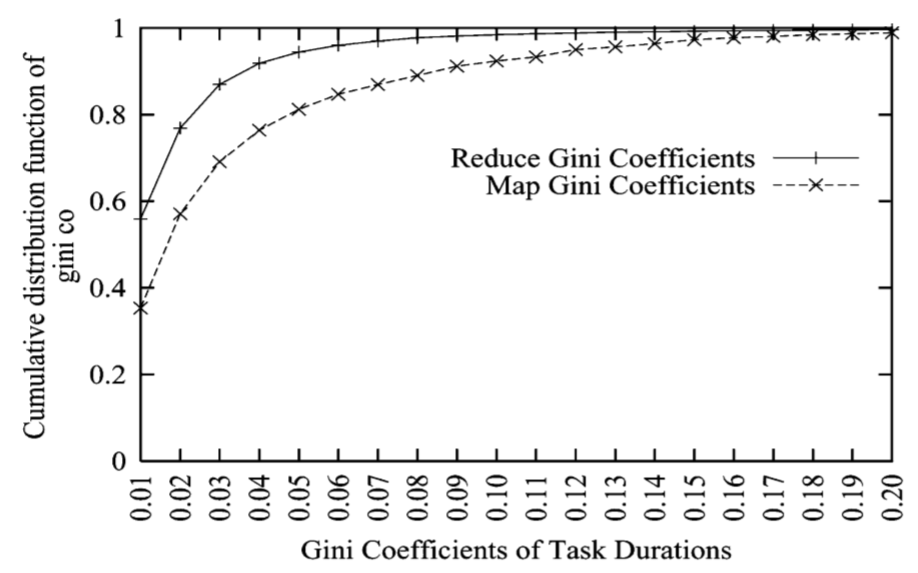 Cumulative distribution function of
gini co
1
0.8
0.6
0.4
0.2
0
Reduce Gini Coefficients
Map Gini Coefficients
0.01 0.02 0.03 0.04 0.05 0.06 0.07 0.08 0.09 0.10 0.11 0.12 0.13 0.14 0.15 0.16 0.17 0.18 0.19 0.20
Gini Coefficients of Task Durations